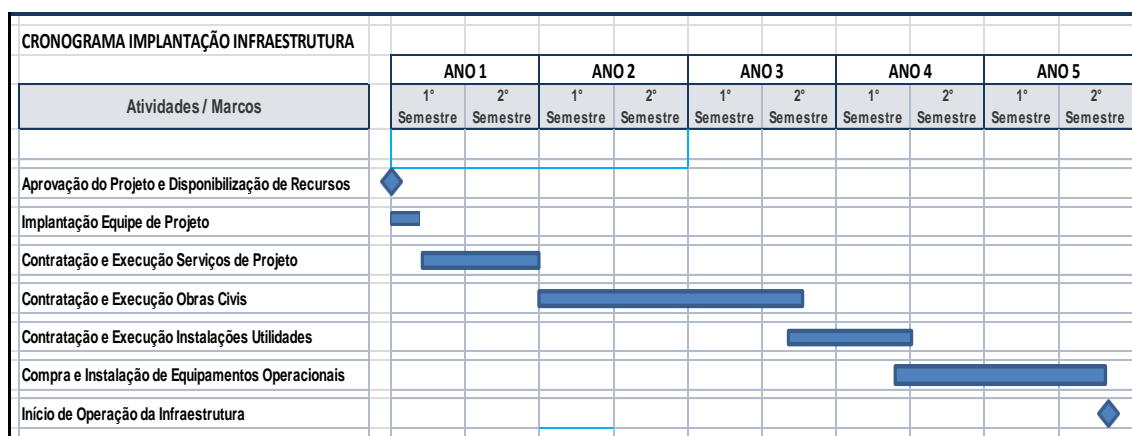 CRONOGRAMA IMPLANTAÇÃO INFRAESTRUTURA
ANO 1 ANO 2 ANO 3 ANO 4 ANO 5
Atividades / Marcos
1° 2° 1° 2° 1° 2° 1° 2° 1° 2°
Semestre Semestre Semestre Semestre Semestre Semestre Semestre Semestre Semestre Semestre
Aprovação do Projeto e Disponibilização de Recursos
Implantação Equipe de Projeto
Contratação e Execução Serviços de Projeto
Contratação e Execução Obras Civis
Contratação e Execução Instalações Utilidades
Compra e Instalação de Equipamentos Operacionais
Início de Operação da Infraestrutura